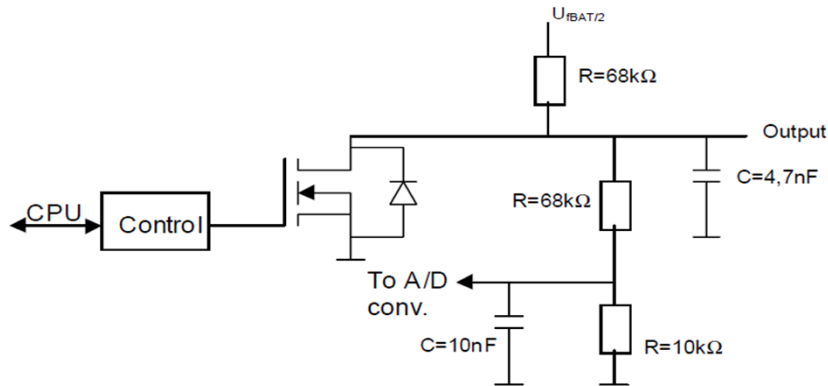 UfBAT/2
R=68kΩ
Output
C=4,7nF
R=68kΩ
CPU
Control
To A/D
conv.
C=10nF
R=10kΩ